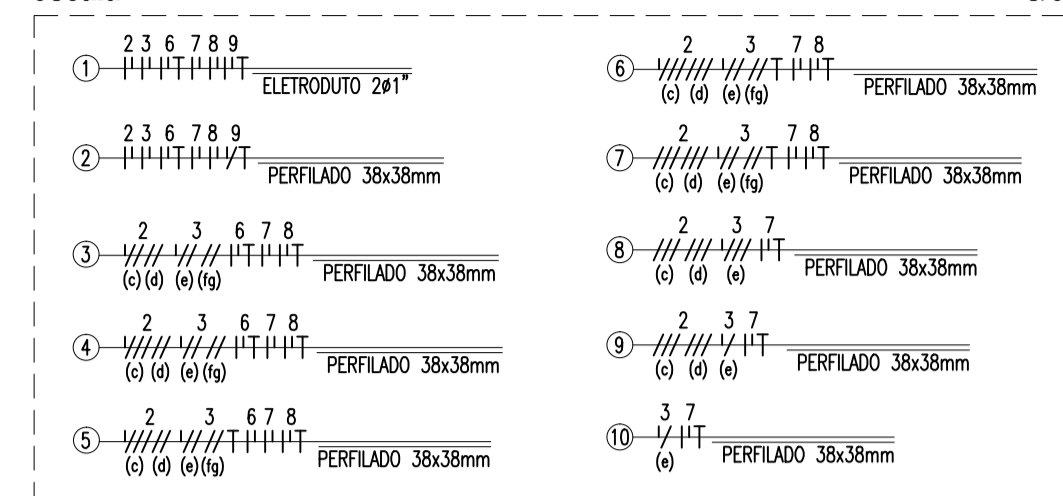 1
2 3 6 7 8 9
ELETRODUTO 2ø1"
2
2 3 6 7 8 9
PERFILADO 38x38mm
3
2 3 6 7 8
(c) (d) (e) (fg)
PERFILADO 38x38mm
4
2 3 6 7 8
(c) (d) (e) (fg)
PERFILADO 38x38mm
5
2 3 6 7 8
(c) (d) (e) (fg)
PERFILADO 38x38mm
6
2 3 7 8
(c) (d) (e) (fg)
PERFILADO 38x38mm
7
2 3 7 8
(c) (d) (e) (fg)
PERFILADO 38x38mm
8
2 3 7
(c) (d) (e)
PERFILADO 38x38mm
9
2 3 7
(c) (d) (e)
PERFILADO 38x38mm
10
3 7
(e)
PERFILADO 38x38mm